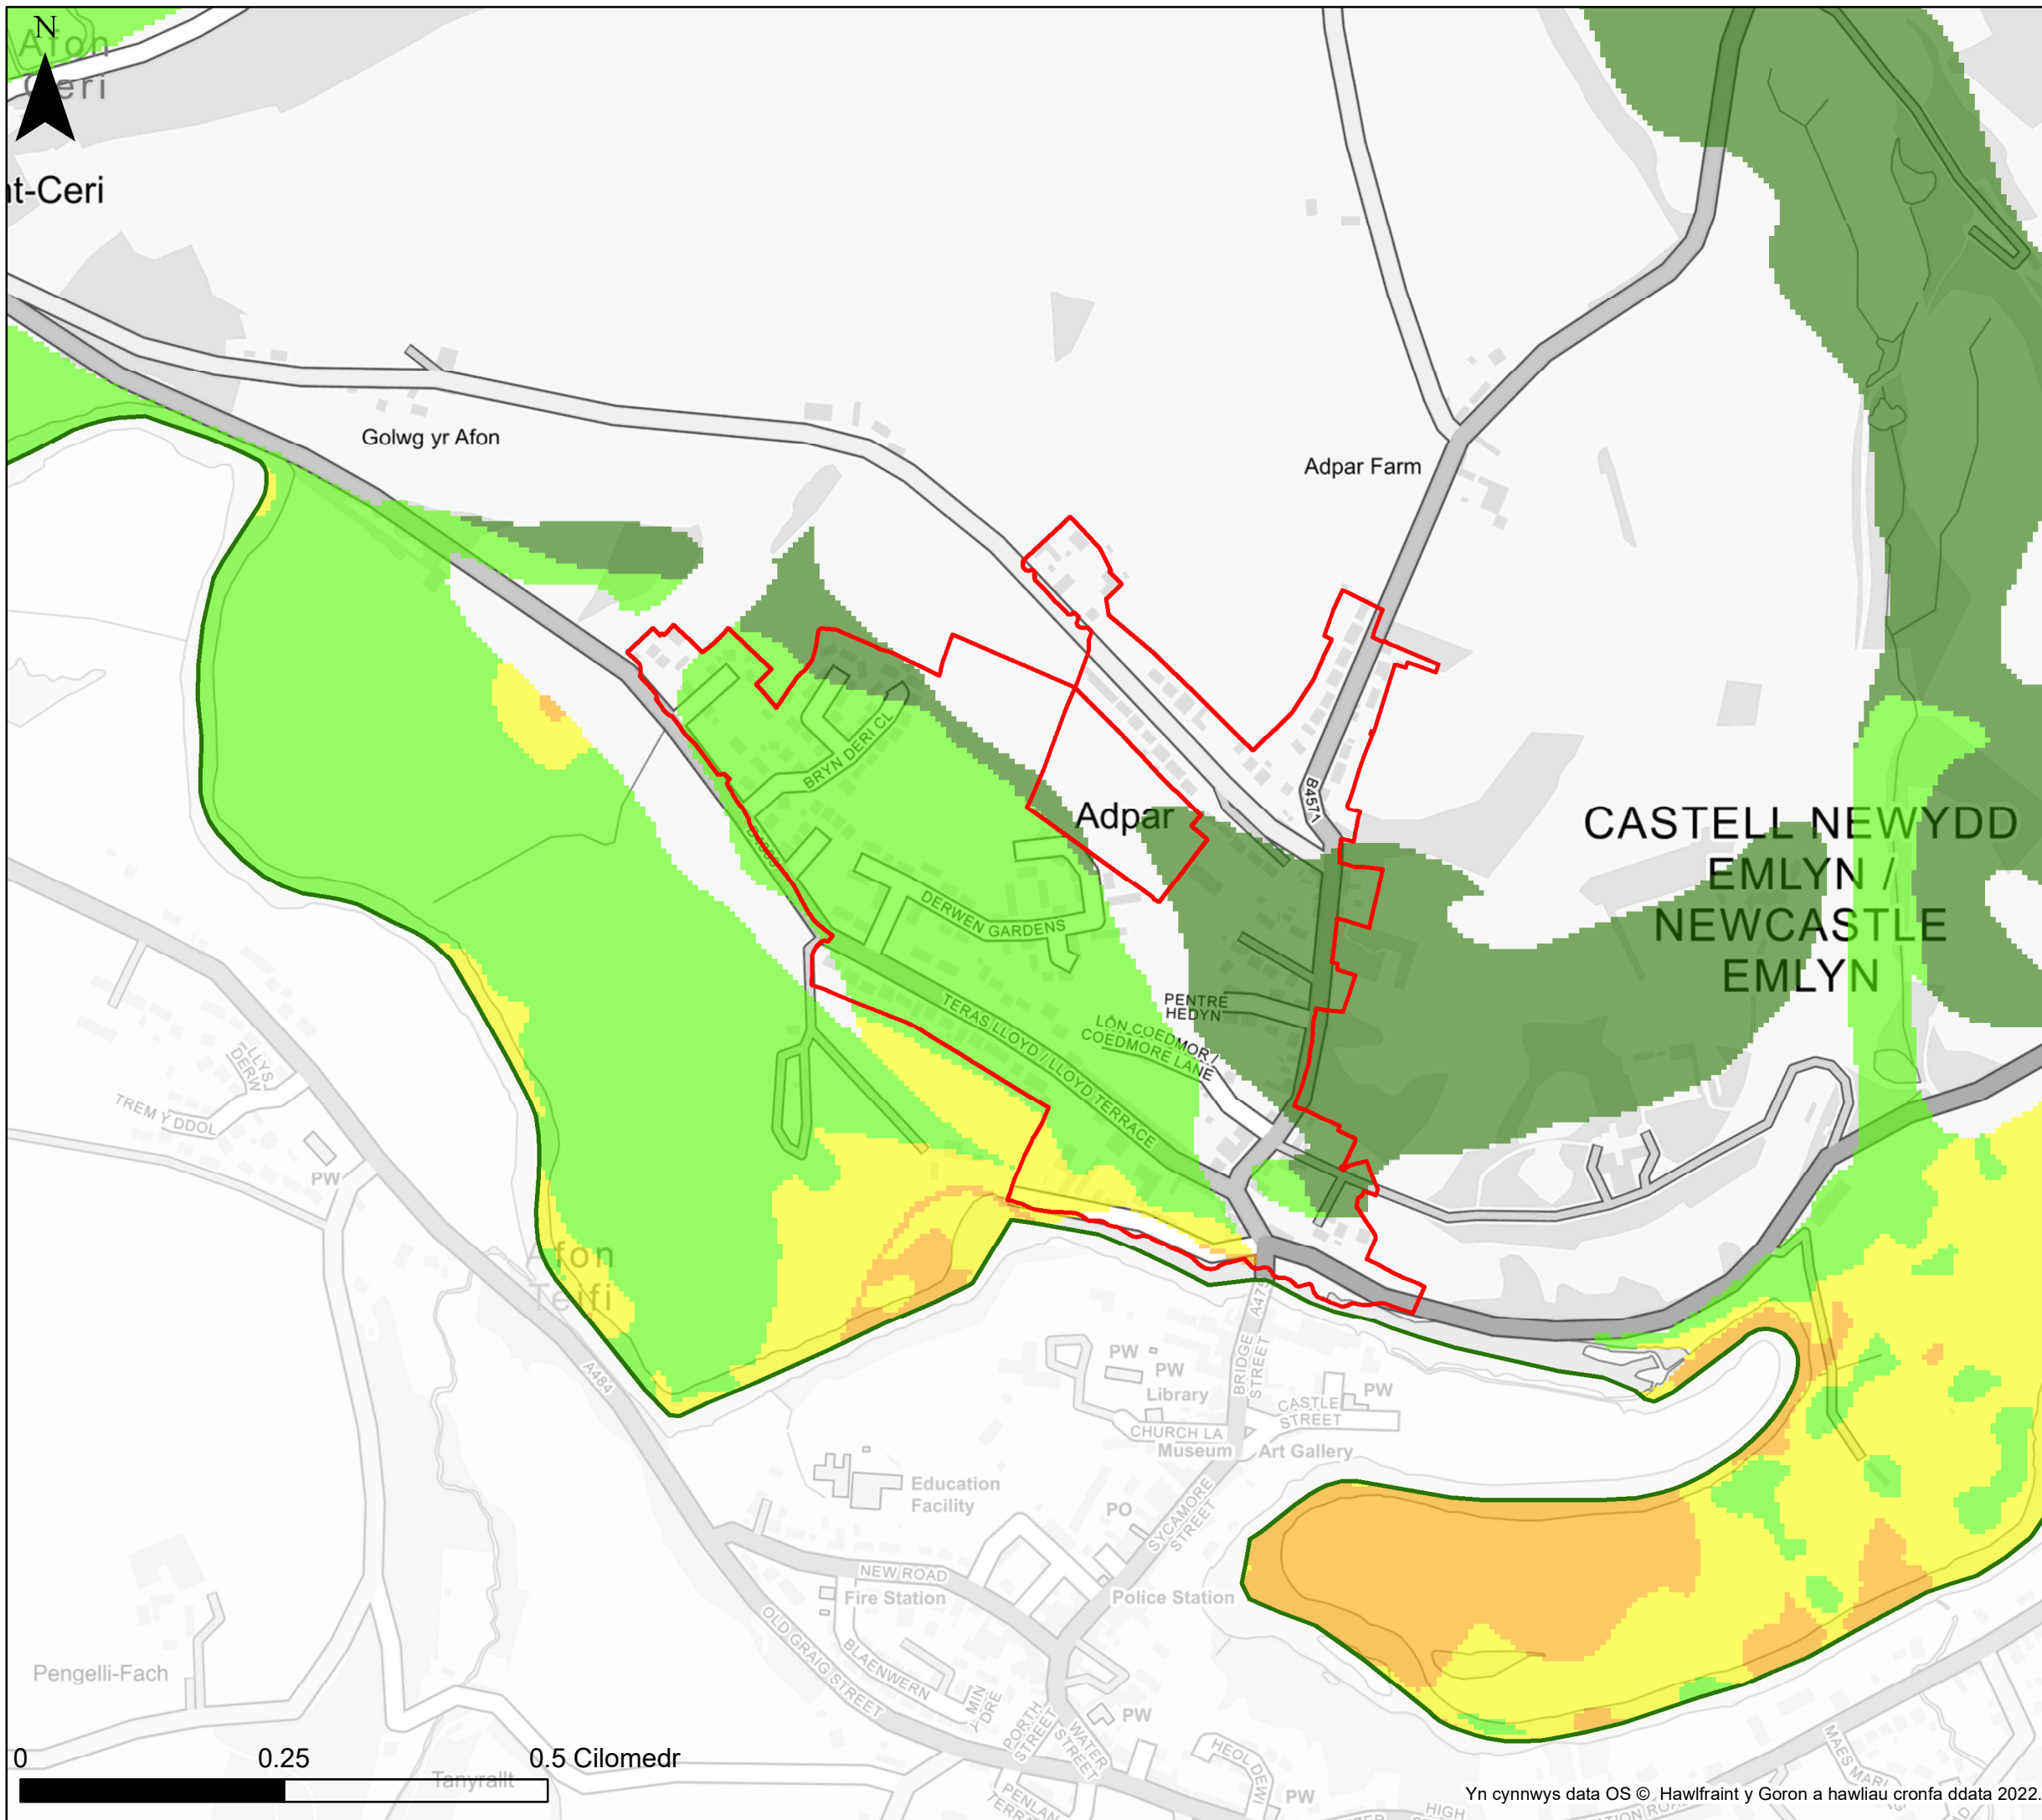 N
Afon
Ceri
nt-Ceri
Golwg yr Afon
Adpar Farm
BRYN DERI CL
B4571
Adpar
CASTELL NEWYDD
EMLYN /
NEWCASTLE
EMLYN
DERWEN GARDENS
PENTRE
HEDYN
LÔN COEDMOR /
COEDMORE LANE
TERAS LLOYD / LLOYD TERRACE
LLYS
DERW
TREM Y DDOL
PW
Afon
Teifi
A484
BRIDGE
STREET
PW
PW
Library
PW
CASTLE
STREET
CHURCH LA
Museum
Art Gallery
Education
Facility
PO
SYCAMORE
STREET
NEW ROAD
Fire Station
Police Station
OLD GRAIG STREET
BLAENWERN
Pengelli-Fach
Y MIN
DRE
PORTH
STREET
WATER
STREET
PW
HEOL DEWI
MAES MARL
0
0.25
0.5 Cilomedr
Tanyrallt
PENLAN
PW
HIGH
Yn cynnwys data OS © Hawlfraint y Goron a hawliau cronfa ddata 2022